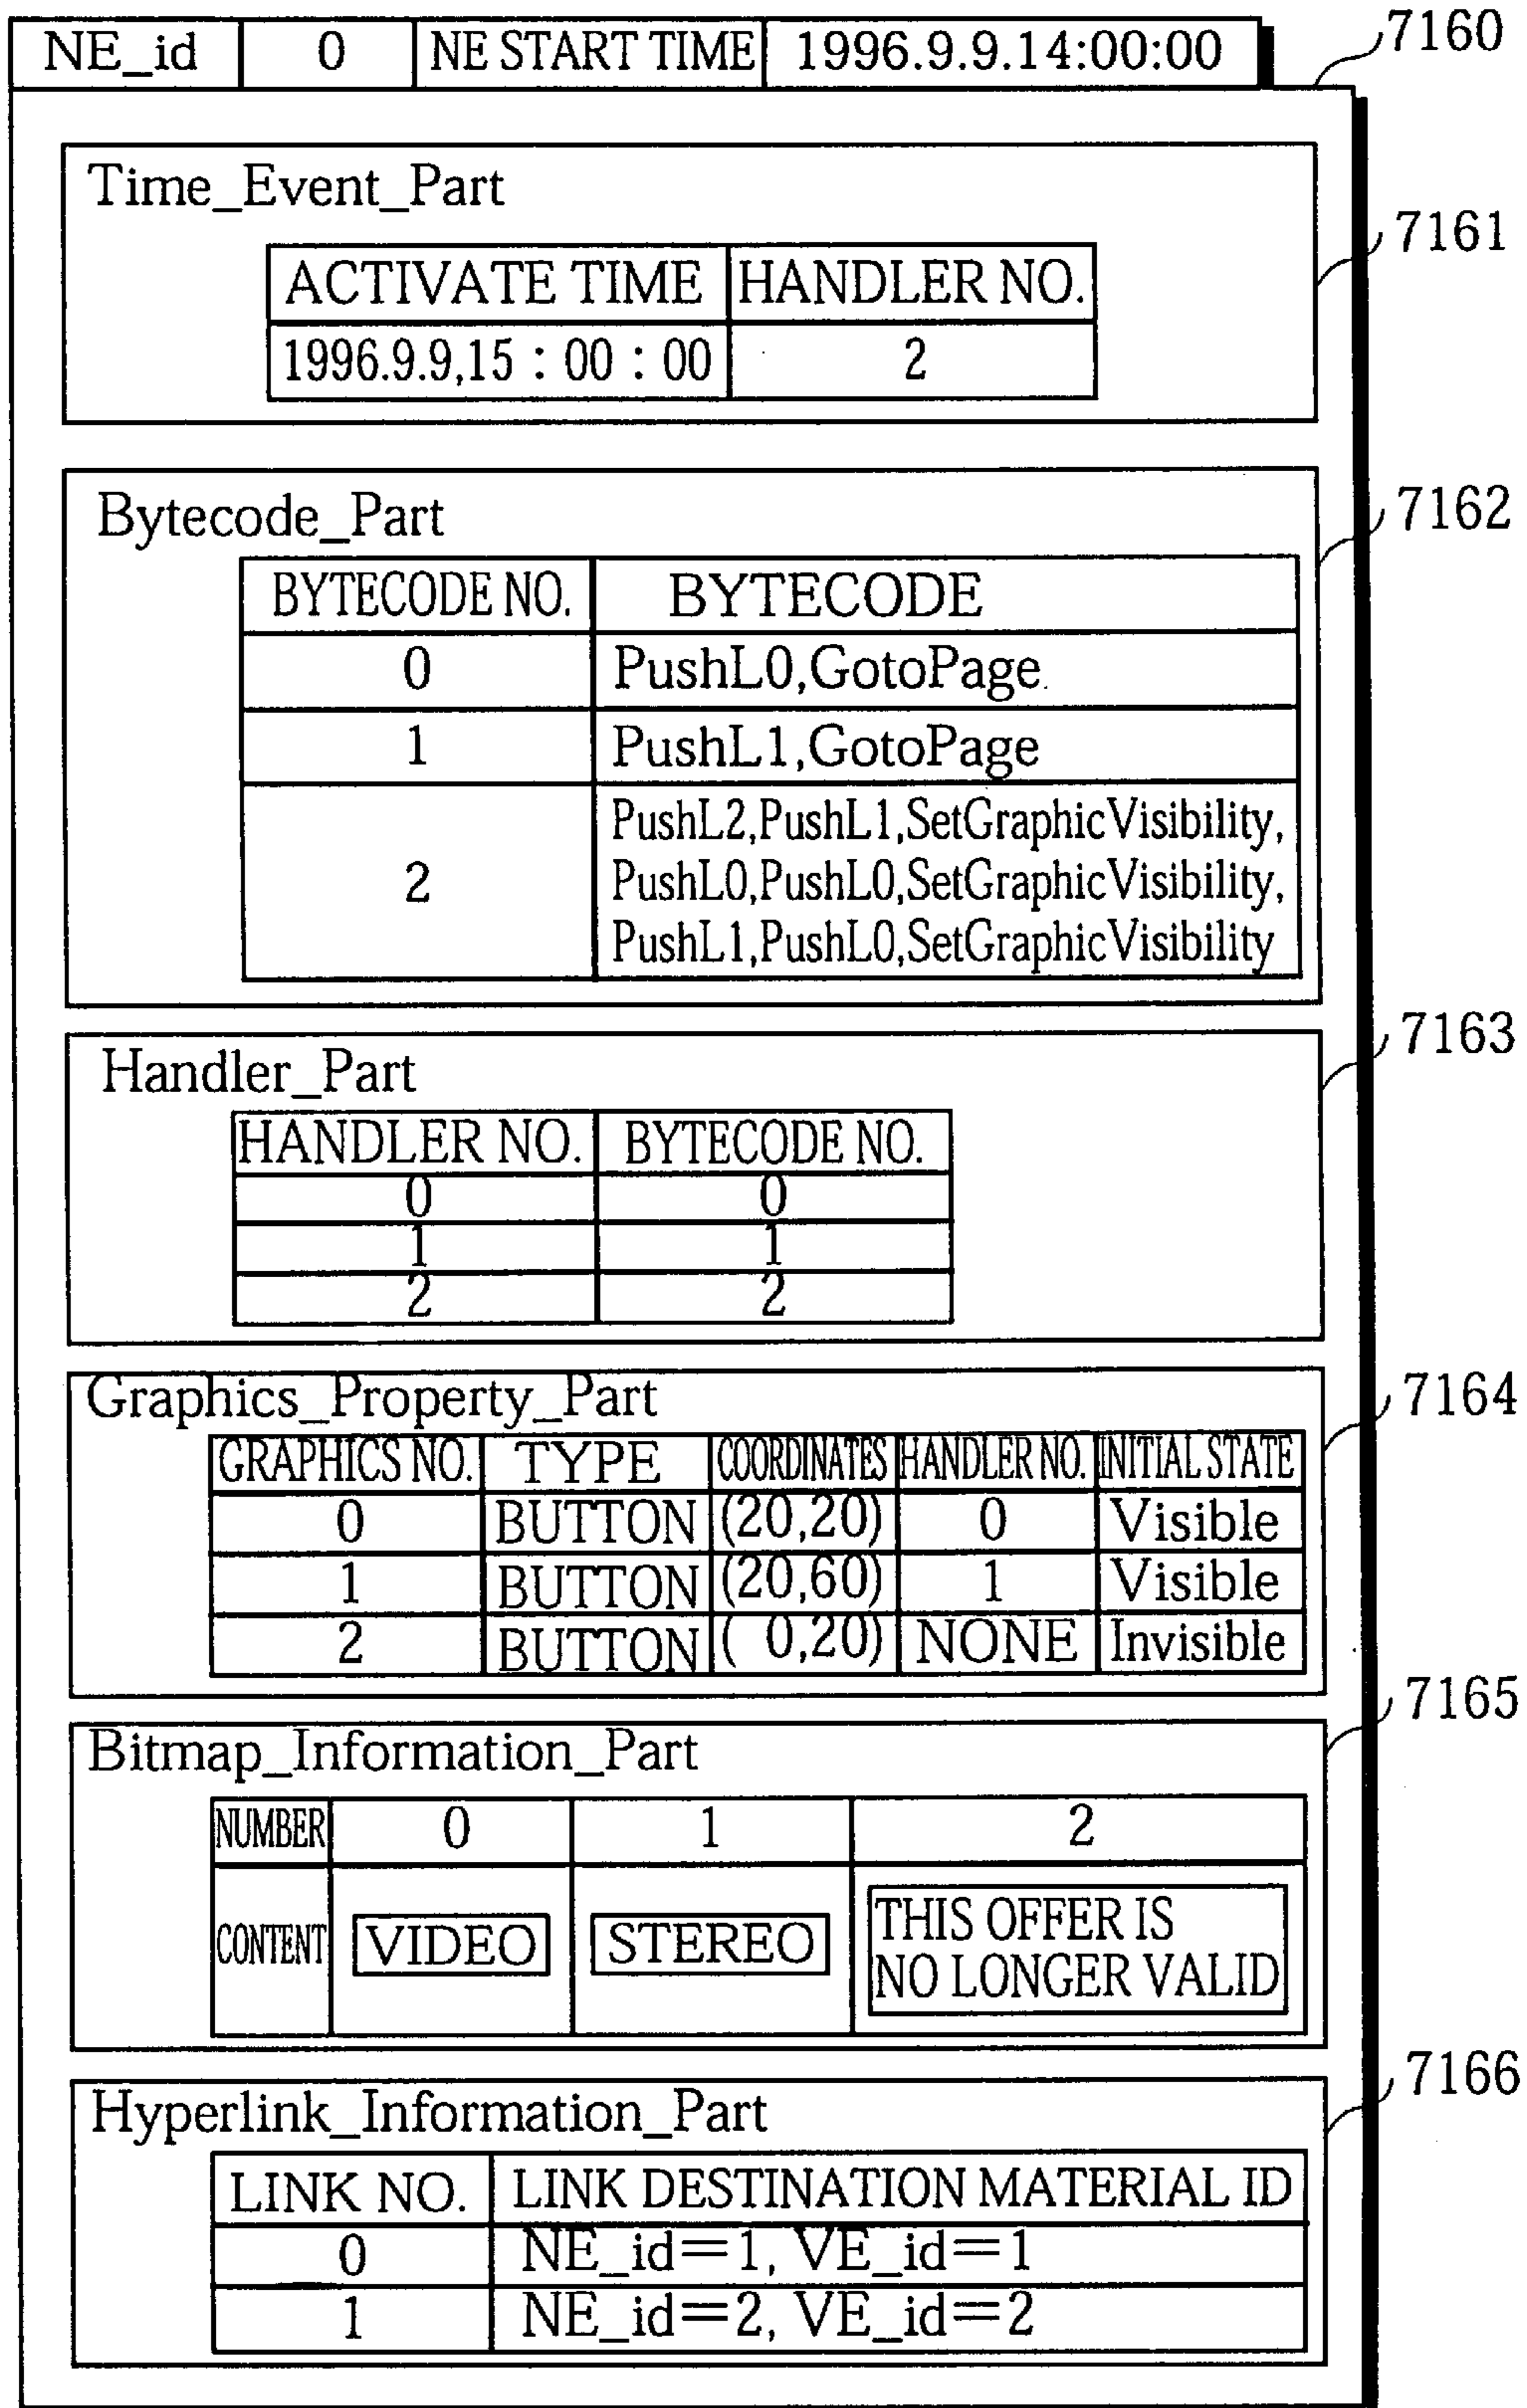 NE_id 0 NE START TIME 1996.9.9.14:00:00
7160
Time_Event_Part
7161
ACTIVATE TIME HANDLER NO.
1996.9.9,15 : 00 : 00 2
Bytecode_Part
7162
BYTECODE NO. BYTECODE
0 PushL0,GotoPage
1 PushL1,GotoPage
2 PushL2,PushL1,SetGraphicVisibility,
PushL0,PushL0,SetGraphicVisibility,
PushL1,PushL0,SetGraphicVisibility
7163
Handler_Part
HANDLER NO. BYTECODE NO.
0 0
1 1
2 2
7164
Graphics_Property_Part
GRAPHICS NO. TYPE COORDINATES HANDLER NO. INITIAL STATE
0 BUTTON (20,20) 0 Visible
1 BUTTON (20,60) 1 Visible
2 BUTTON ( 0,20) NONE Invisible
7165
Bitmap_Information_Part
NUMBER 0 1 2
CONTENT VIDEO STEREO THIS OFFER IS
NO LONGER VALID
7166
Hyperlink_Information_Part
LINK NO. LINK DESTINATION MATERIAL ID
0 NE_id=1, VE_id=1
1 NE_id=2, VE_id=2